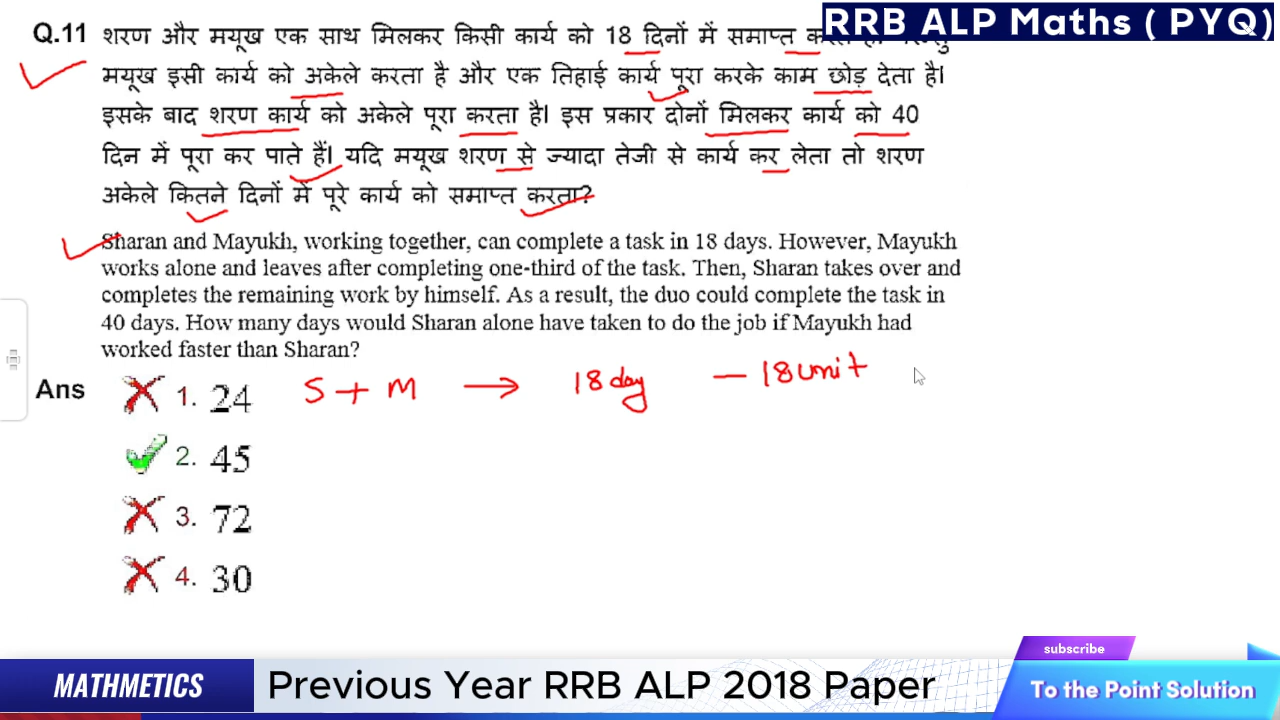 RRB ALP Maths ( PYQ)
Q.11 शरण और मयूख एक साथ मिलकर किसी कार्य को 18 दिनों में समाप्त
मयूख इसी कार्य को अकेले करता है और एक तिहाई कार्य पूरा करके काम छोड़ देता है।
इसके बाद शरण कार्य को अकेले पूरा करता है। इस प्रकार दोनों मिलकर कार्य को 40
दिन में पूरा कर पाते हैं। यदि मयूख शरण से ज्यादा तेजी से कार्य कर लेता तो शरण
अकेले कितने दिनों में पूरे कार्य को समाप्त करता?
Sharan and Mayukh, working together, can complete a task in 18 days. However, Mayukh
works alone and leaves after completing one-third of the task. Then, Sharan takes over and
completes the remaining work by himself. As a result, the duo could complete the task in
40 days. How many days would Sharan alone have taken to do the job if Mayukh had
worked faster than Sharan?
Ans 1. 24
S + M → 18 day — 18 unit
2. 45
3. 72
4. 30
subscribe
MATHMETICS
Previous Year RRB ALP 2018 Paper
To the Point Solution